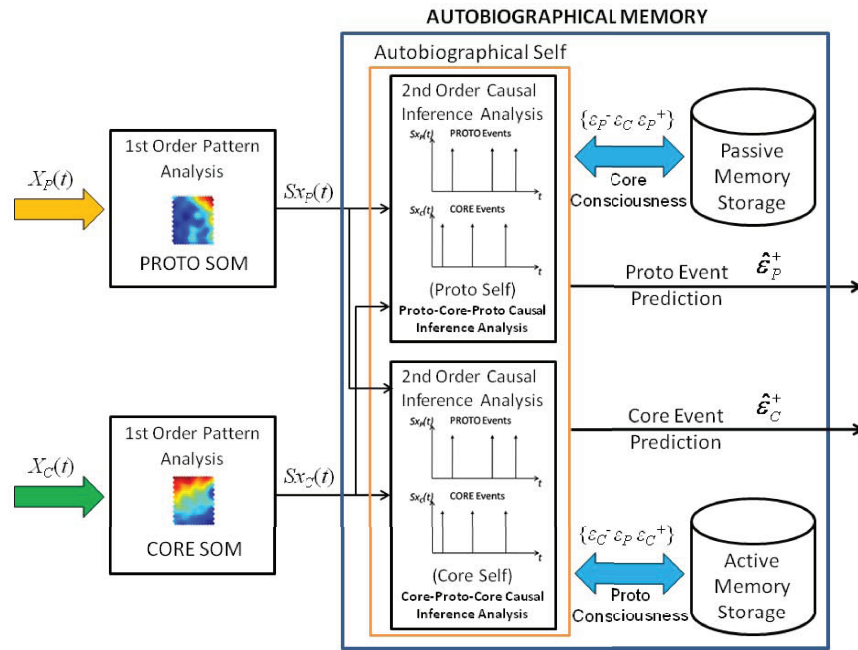 AUTOBIOGRAPHICAL MEMORY
Autobiographical Self
1st Order Pattern
Analysis
PROTO SOM
X_P(t)
Sx_P(t)
2nd Order Causal
Inference Analysis
Sx_P(t)
PROTO Events
t
Sx_C(t)
CORE Events
t
(Proto Self)
Proto-Core-Proto Causal
Inference Analysis
{ε_P^- ε_C ε_P^+}
Core
Consciousness
Passive
Memory
Storage
Proto Event
Prediction
ε̂_P^+
1st Order Pattern
Analysis
CORE SOM
X_C(t)
Sx_C(t)
2nd Order Causal
Inference Analysis
Sx_P(t)
PROTO Events
t
Sx_C(t)
CORE Events
t
(Core Self)
Core-Proto-Core Causal
Inference Analysis
Core Event
Prediction
ε̂_C^+
{ε_C^- ε_P ε_C^+}
Proto
Consciousness
Active
Memory
Storage